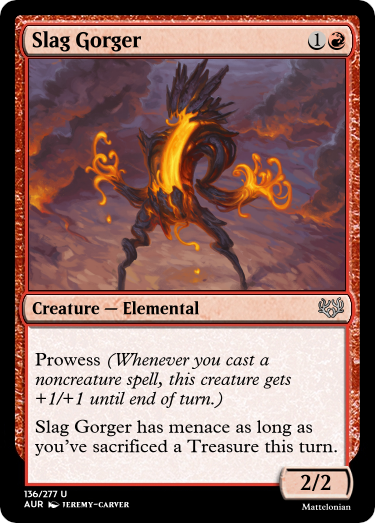 Slag Gorger 1
Creature — Elemental
Prowess (Whenever you cast a
noncreature spell, this creature gets
+1/+1 until end of turn.)
Slag Gorger has menace as long as
you've sacrificed a Treasure this turn.
2/2
136/277 U
AUR JEREMY-CARVER
Mattelonian